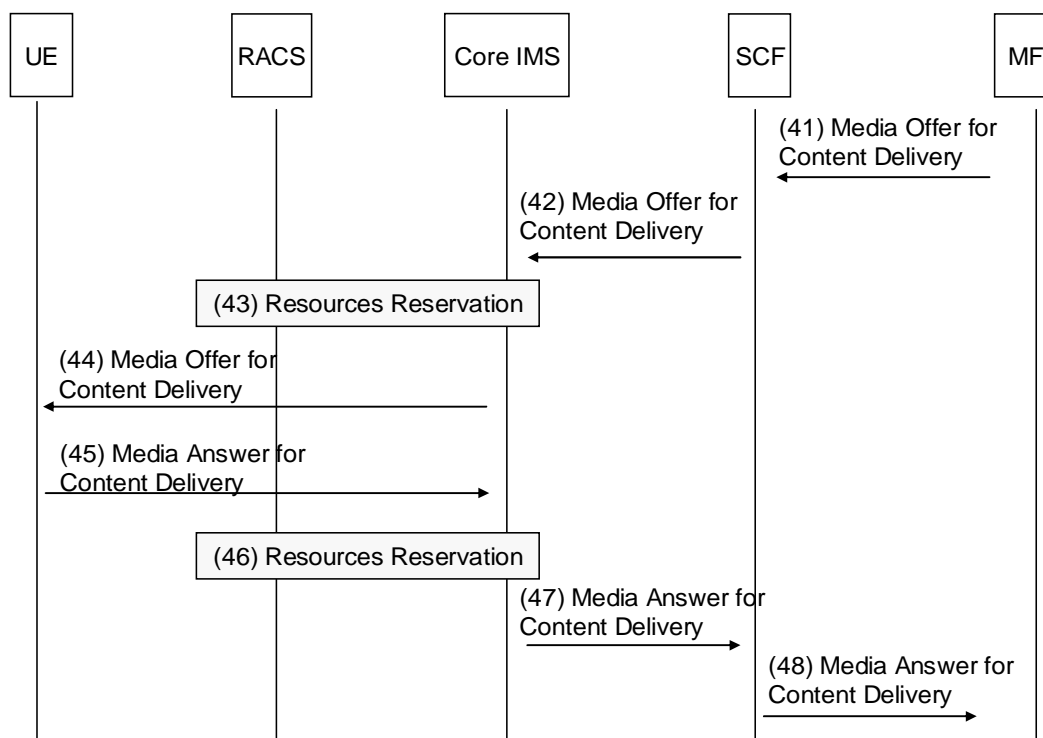 UE
RACS
Core IMS
SCF
MF
(41) Media Offer for
Content Delivery
(42) Media Offer for
Content Delivery
(43) Resources Reservation
(44) Media Offer for
Content Delivery
(45) Media Answer for
Content Delivery
(46) Resources Reservation
(47) Media Answer for
Content Delivery
(48) Media Answer for
Content Delivery